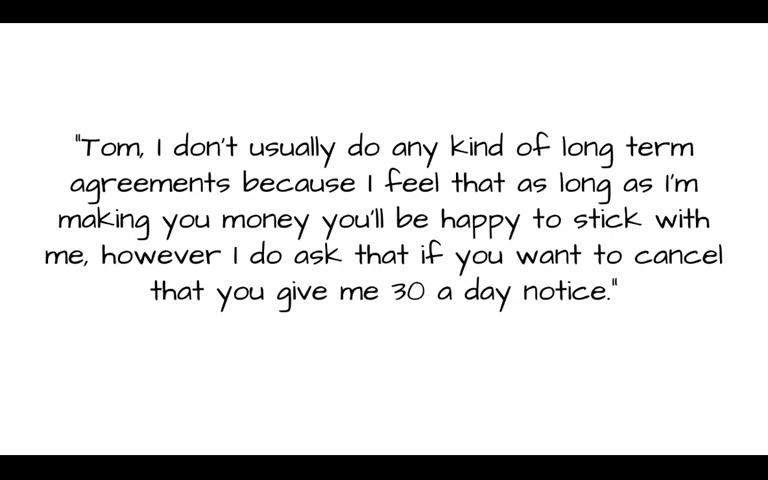 "Tom, I don't usually do any kind of long term
agreements because I feel that as long as I'm
making you money you'll be happy to stick with
me, however I do ask that if you want to cancel
that you give me 30 a day notice."